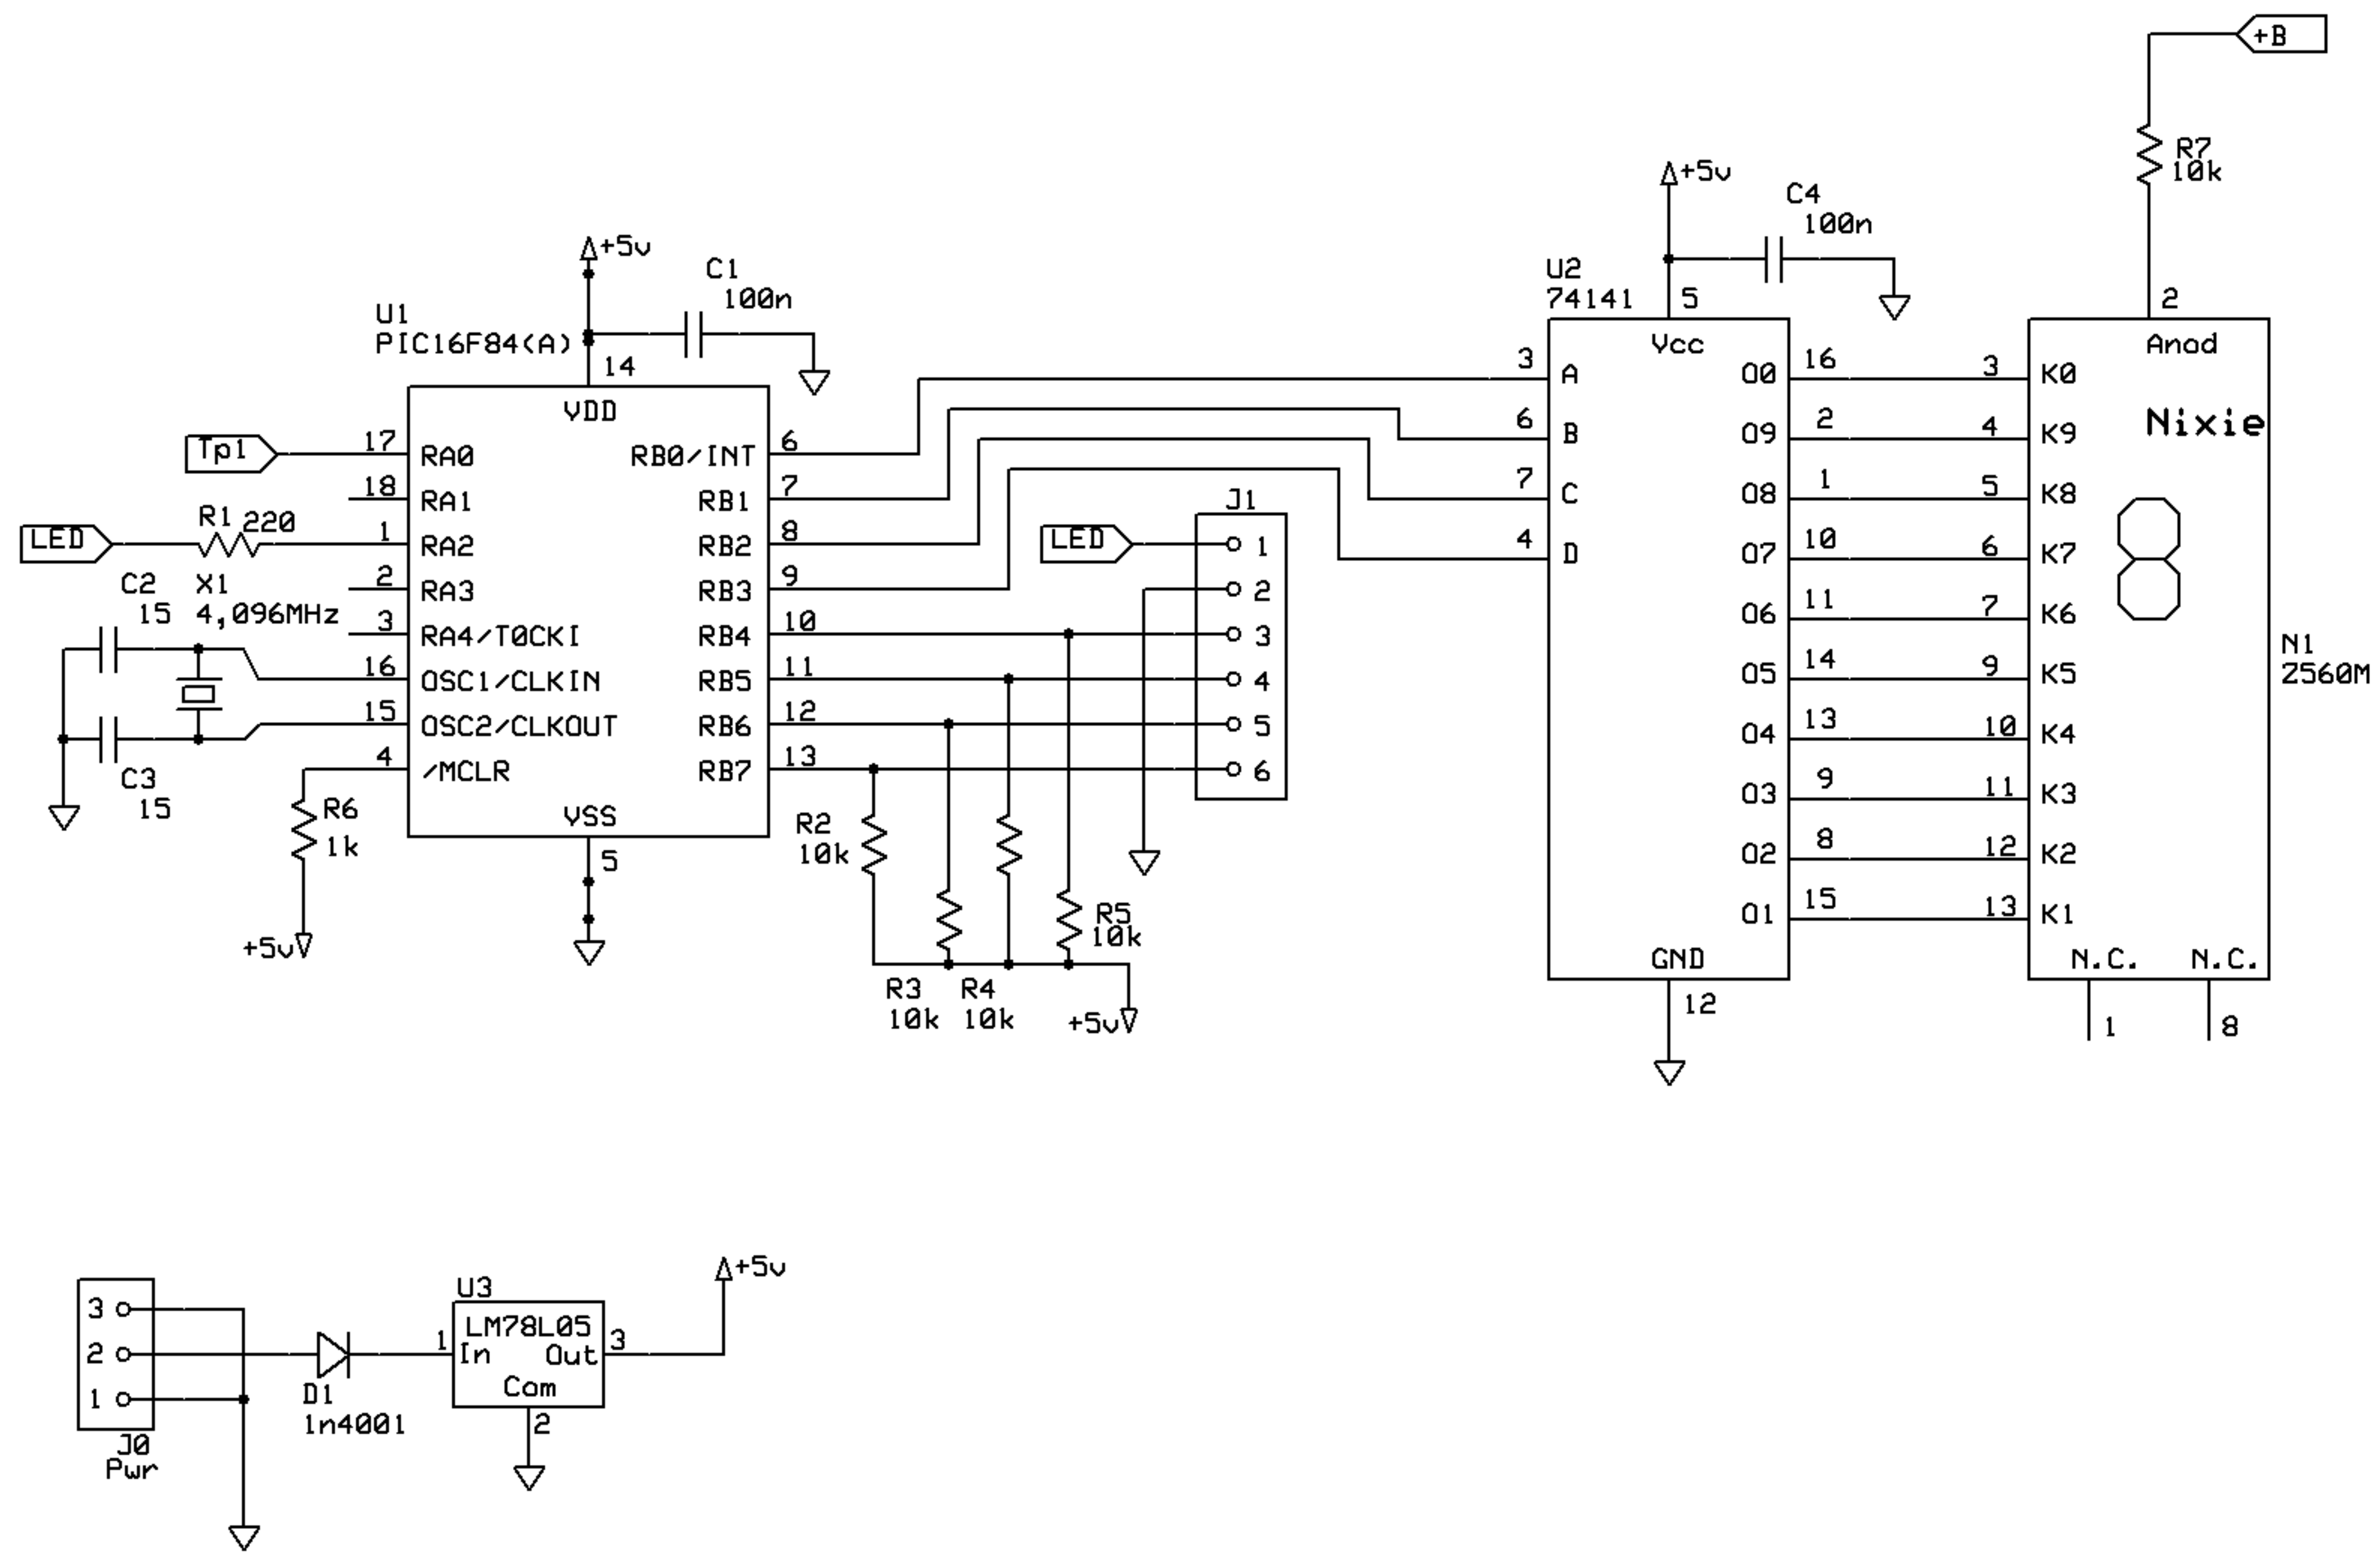 +B
R7
10k
+5v
C4
100n
U2
74141
5
2
Vcc
Anod
3
A
O0
16
3
K0
Nixie
6
B
O9
2
4
K9
7
C
O8
1
5
K8
4
D
O7
10
6
K7
O6
11
7
K6
O5
14
9
K5
O4
13
10
K4
O3
9
11
K3
O2
8
12
K2
O1
15
13
K1
GND
12
N.C.
N.C.
1
8
N1
Z560M
+5v
C1
100n
U1
PIC16F84(A)
14
VDD
Tp1
17
RA0
RB0/INT
6
18
RA1
RB1
7
LED
R1
220
1
RA2
RB2
8
2
RA3
RB3
9
3
RA4/T0CKI
RB4
10
16
OSC1/CLKIN
RB5
11
15
OSC2/CLKOUT
RB6
12
4
/MCLR
RB7
13
VSS
5
C2
15
X1
4,096MHz
C3
15
R6
1k
+5v
J1
LED
1
2
3
4
5
6
R2
10k
R5
10k
R3
10k
R4
10k
+5v
3
2
1
J0
Pwr
D1
1n4001
U3
LM78L05
1
In
Out
3
Com
2
+5v